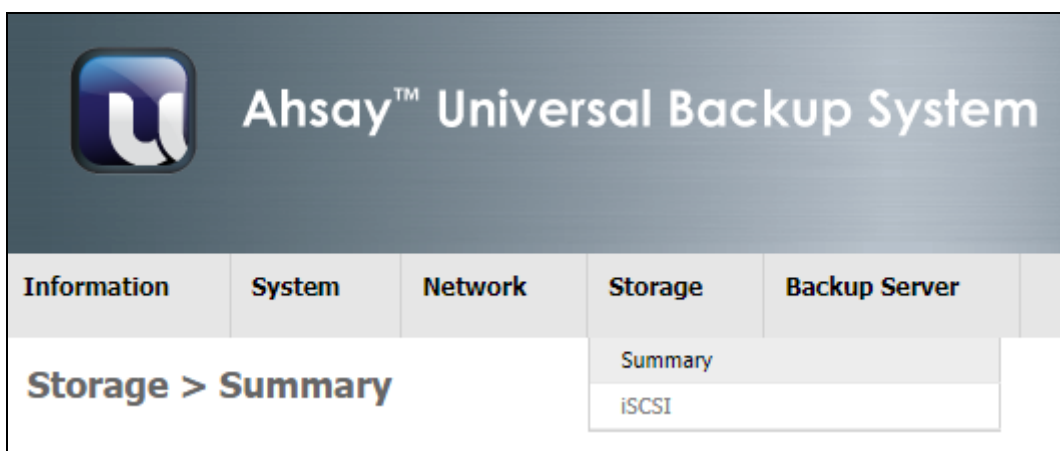 Ahsay™ Universal Backup System
Information System Network Storage Backup Server
Summary
Storage > Summary
iSCSI